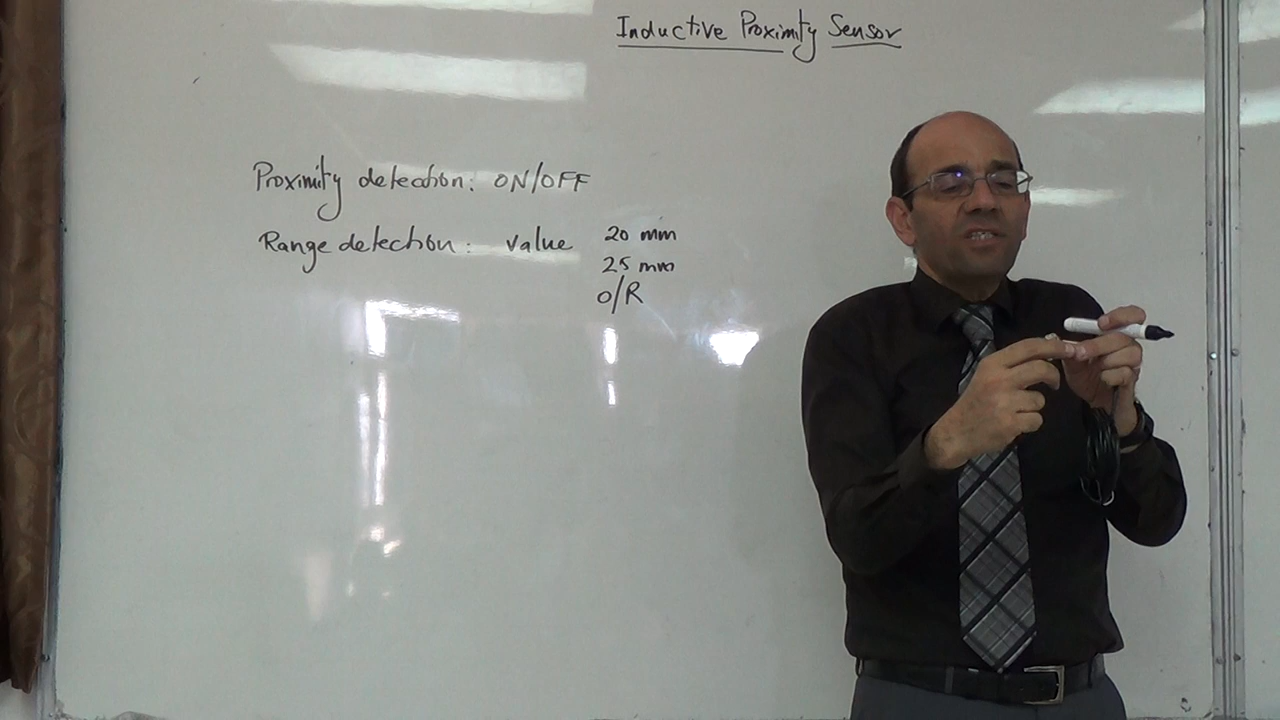 Inductive Proximity Sensor
Proximity detection: ON/OFF
Range detection: value 20 mm
25 mm
O/R